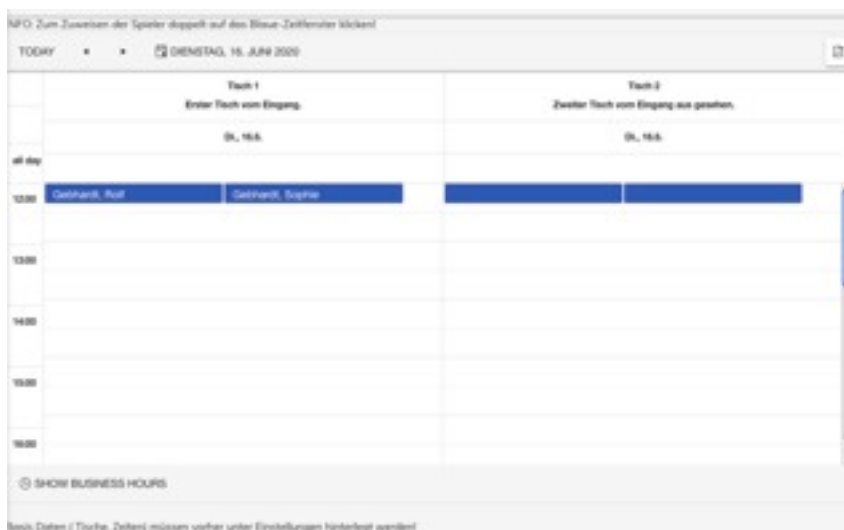 NFO: Zum Zuweisen der Spieler doppelt auf das Blaue-Zeitfenster klicken!
TODAY DIENSTAG, 16. JUNI 2020
Tisch 1 Tisch 2
Erster Tisch vom Eingang. Zweiter Tisch vom Eingang aus gesehen.
Di., 16.6. Di., 16.6.
all day
12:00 Gebhardt, Rolf Gebhardt, Sophie
13:00
14:00
15:00
16:00
SHOW BUSINESS HOURS
Basis Daten ( Tische, Zeiten) müssen vorher unter Einstellungen hinterlegt werden!